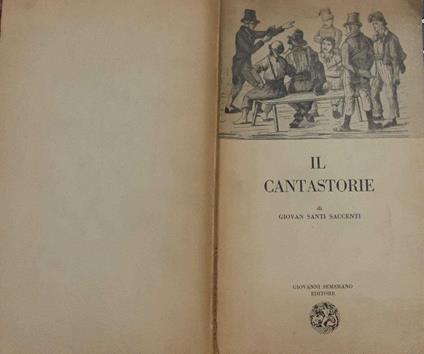 IL
CANTASTORIE
di
GIOVAN SANTI SACCENTI
GIOVANNI SEMERANO
EDITORE